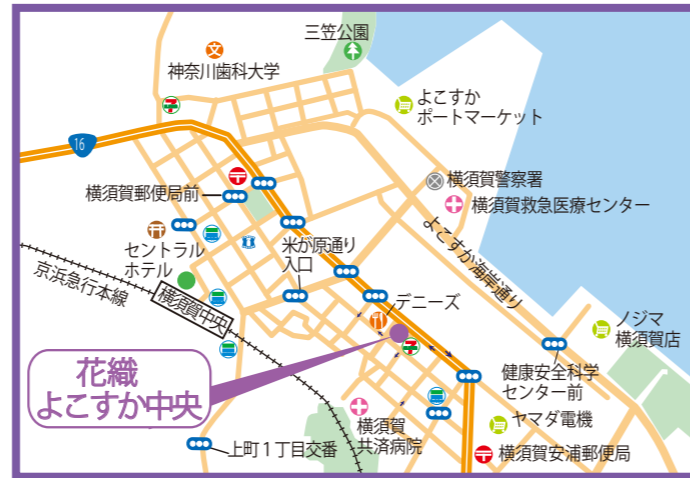 三笠公園
神奈川歯科大学
よこすか
ポートマーケット
16
横須賀警察署
横須賀郵便局前
横須賀救急医療センター
よこすか海岸通り
米が原通り
入口
セントラル
ホテル
京浜急行本線
横須賀中央
デニーズ
ノジマ
横須賀店
健康安全科学
センター前
花織
よこすか中央
ヤマダ電機
横須賀
共済病院
上町1丁目交番
横須賀安浦郵便局